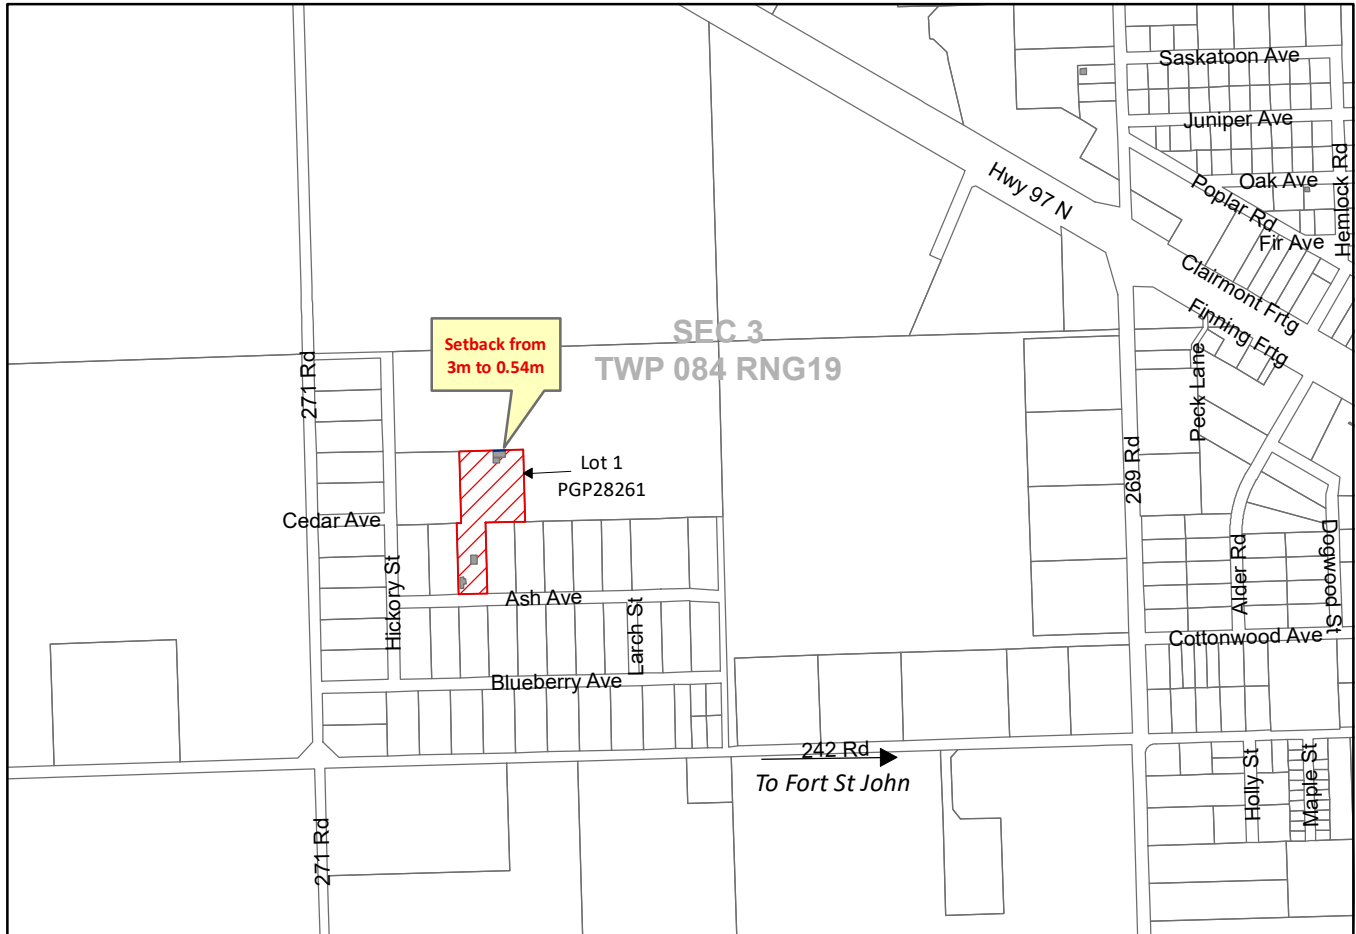 Saskatoon Ave
Juniper Ave
Oak Ave
Hemlock Rd
Poplar Rd
Fir Ave
Hwy 97 N
Clairmont Frtg
Finning Frtg
SEC 3
TWP 084 RNG19
Setback from
3m to 0.54m
271 Rd
Peck Lane
269 Rd
Lot 1
PGP28261
Cedar Ave
Hickory St
Ash Ave
Larch St
Alder Rd
Dogwood St
Cottonwood Ave
Blueberry Ave
242 Rd
To Fort St John
Holly St
Maple St
271 Rd